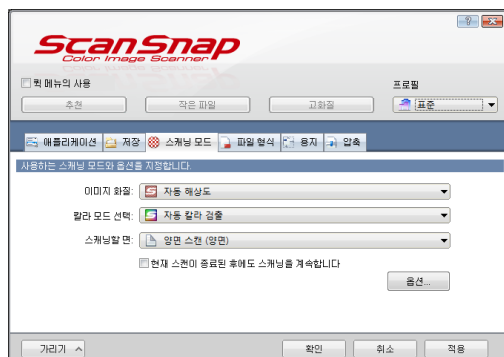 ScanSnap
Color Image Scanner
퀵 메뉴의 사용
프로필
추천 작은 파일 고화질 표준
애플리케이션 저장 스캐닝 모드 파일 형식 용지 압축
사용하는 스캐닝 모드와 옵션을 지정합니다.
이미지 화질: 자동 해상도
칼라 모드 선택: 자동 칼라 검출
스캐닝할 면: 양면 스캔 (양면)
현재 스캔이 종료된 후에도 스캐닝을 계속합니다
옵션...
가리기 확인 취소 적용